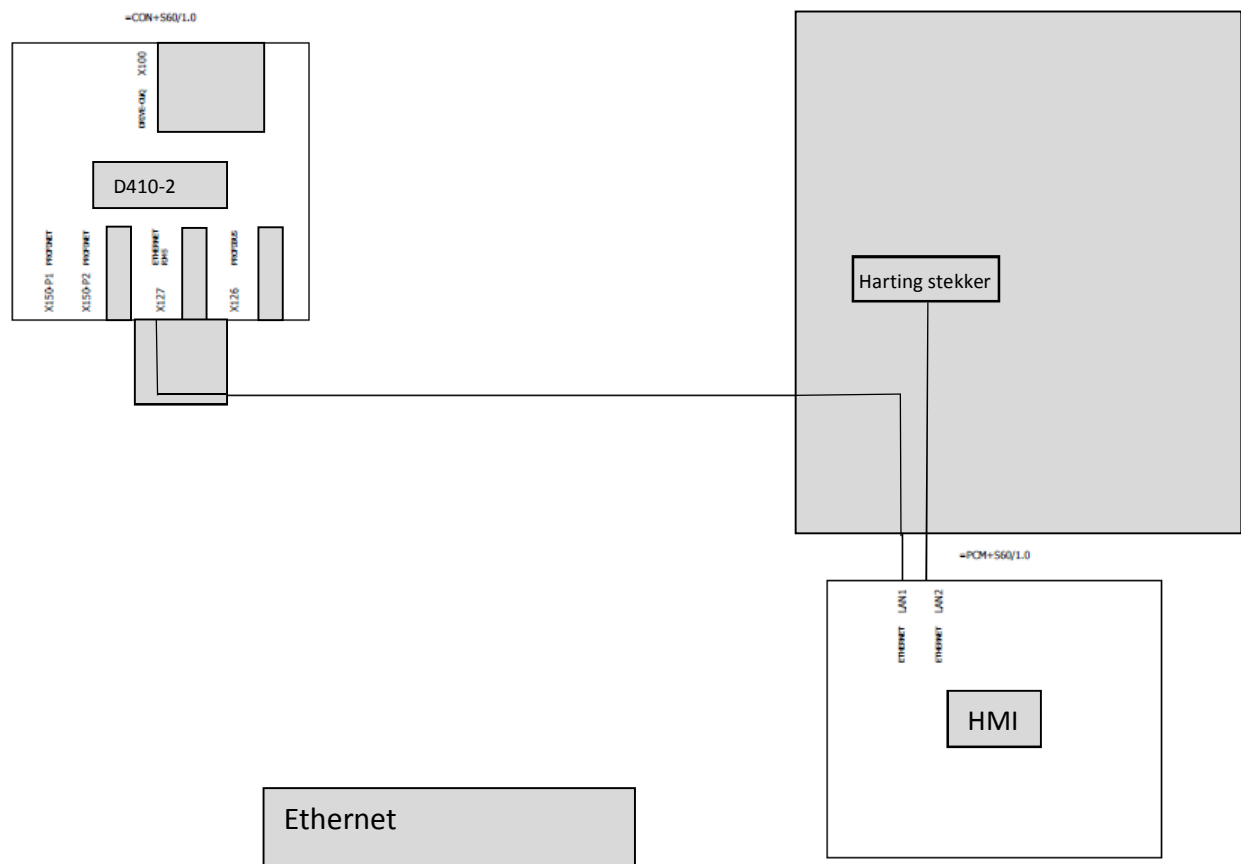 =CON+S60/1.0
X100
DRIVE-CLiQ
D410-2
X150-P1 PROFINET
X150-P2 PROFINET
X127 ETHERNET
RJ45
X126 PROFIBUS
Harting stekker
=PCM+S60/1.0
ETHERNET LAN1
ETHERNET LAN2
HMI
Ethernet